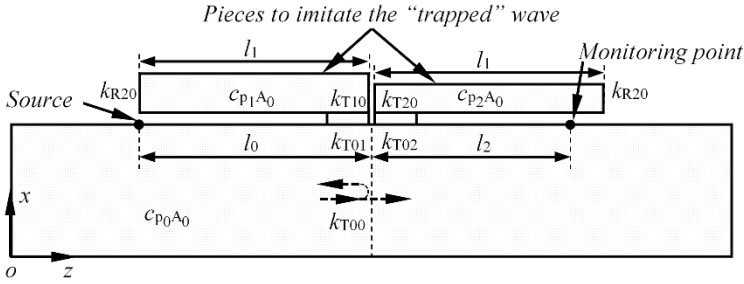 Pieces to imitate the “trapped” wave
l1 l1 Monitoring point
kR20 cp1A0 kT10 kT20 cp2A0 kR20
Source
l0 kT01 kT02 l2
x cp0A0 kT00
o z